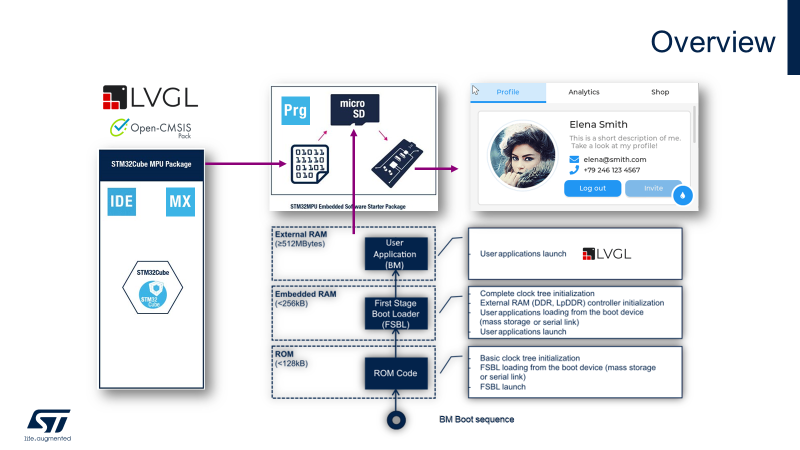 Overview
LVGL
Open-CMSIS
Pack
STM32Cube MPU Package
IDE
MX
STM32Cube
STM32
Cube
Prg
micro
SD
01011
11110
01011
STM32MPU Embedded Software Starter Package
Profile
Analytics
Shop
Elena Smith
This is a short description of me.
Take a look at my profile!
elena@smith.com
+79 246 123 4567
Log out
Invite
External RAM
(≥512MBytes)
User
Application
(BM)
User applications launch
LVGL
Embedded RAM
(<256kB)
First Stage
Boot Loader
(FSBL)
Complete clock tree initialization
External RAM (DDR, LpDDR) controller initialization
User applications loading from the boot device
(mass storage or serial link)
User applications launch
ROM
(<128kB)
ROM Code
Basic clock tree initialization
FSBL loading from the boot device (mass storage
or serial link)
FSBL launch
BM Boot sequence
ST
life.augmented